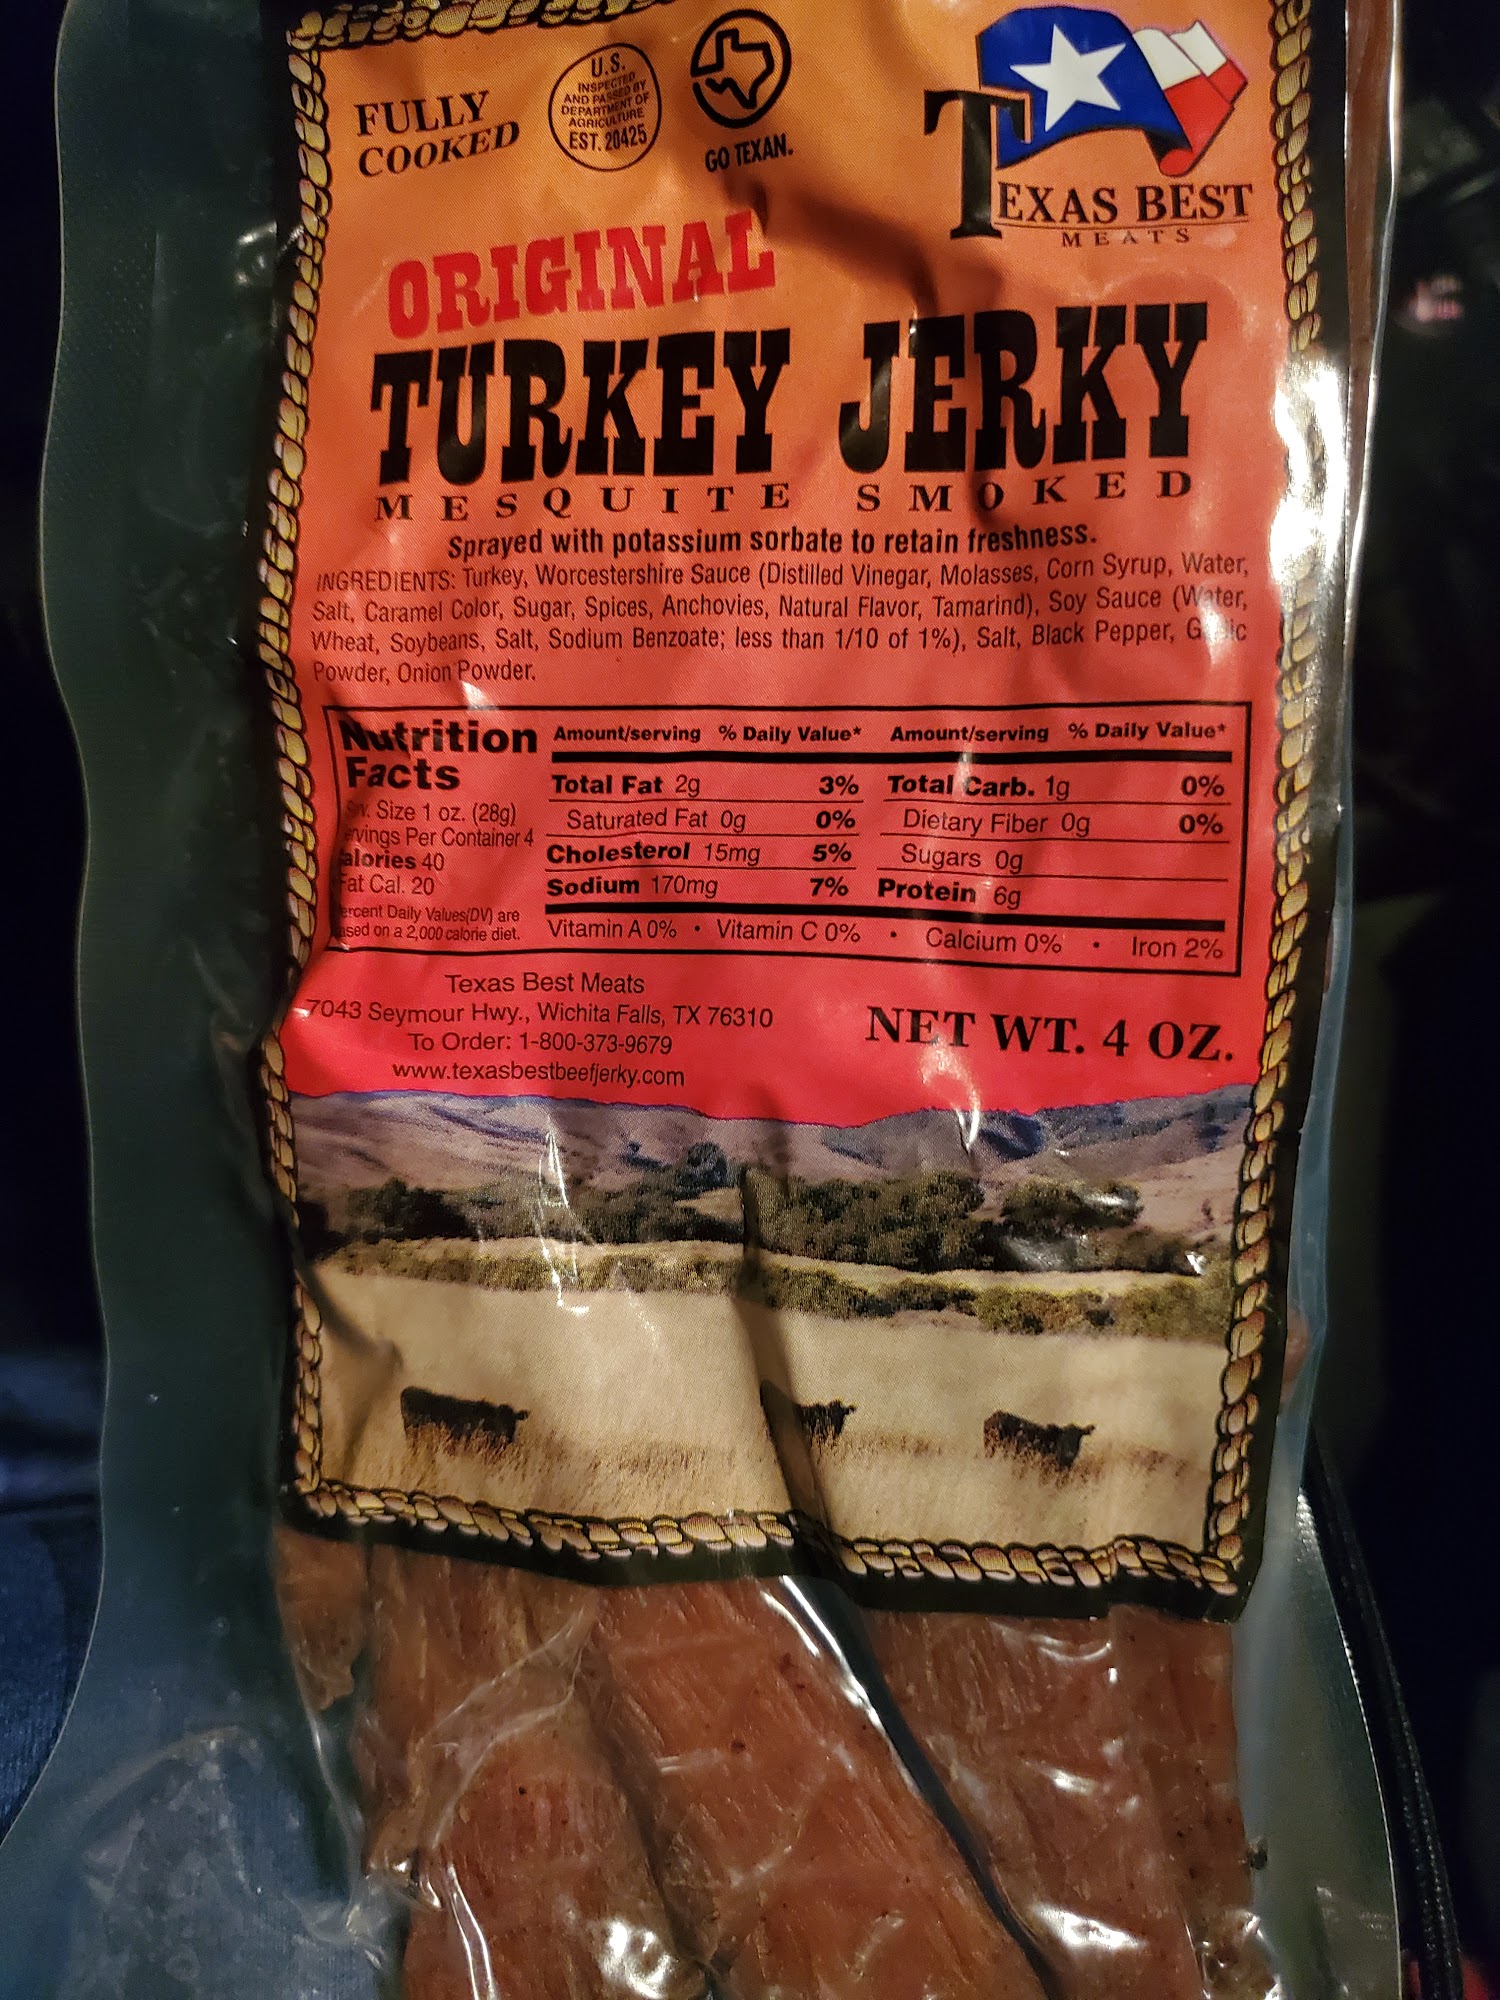 FULLY
COOKED
U.S.
INSPECTED
AND PASSED BY
DEPARTMENT OF
AGRICULTURE
EST. 20425
GO TEXAN.
TEXAS BEST
MEATS
ORIGINAL
TURKEY JERKY
MESQUITE SMOKED
Sprayed with potassium sorbate to retain freshness.
INGREDIENTS: Turkey, Worcestershire Sauce (Distilled Vinegar, Molasses, Corn Syrup, Water,
Salt, Caramel Color, Sugar, Spices, Anchovies, Natural Flavor, Tamarind), Soy Sauce (Water,
Wheat, Soybeans, Salt, Sodium Benzoate; less than 1/10 of 1%), Salt, Black Pepper, Garlic
Powder, Onion Powder.
Nutrition
Facts
Size 1 oz. (28g)
ervings Per Container 4
alories 40
Fat Cal. 20
ercent Daily Values(DV) are
ased on a 2,000 calorie diet.
Amount/serving % Daily Value* Amount/serving % Daily Value*
Total Fat 2g 3% Total Carb. 1g 0%
Saturated Fat 0g 0% Dietary Fiber 0g 0%
Cholesterol 15mg 5% Sugars 0g
Sodium 170mg 7% Protein 6g
Vitamin A 0% • Vitamin C 0% • Calcium 0% • Iron 2%
Texas Best Meats
7043 Seymour Hwy., Wichita Falls, TX 76310
To Order: 1-800-373-9679
www.texasbestbeefjerky.com
NET WT. 4 OZ.